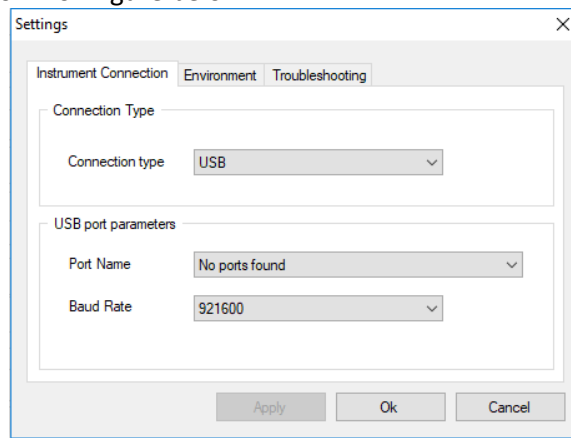 Settings
Instrument Connection Environment Troubleshooting
Connection Type
Connection type USB
USB port parameters
Port Name No ports found
Baud Rate 921600
Apply Ok Cancel